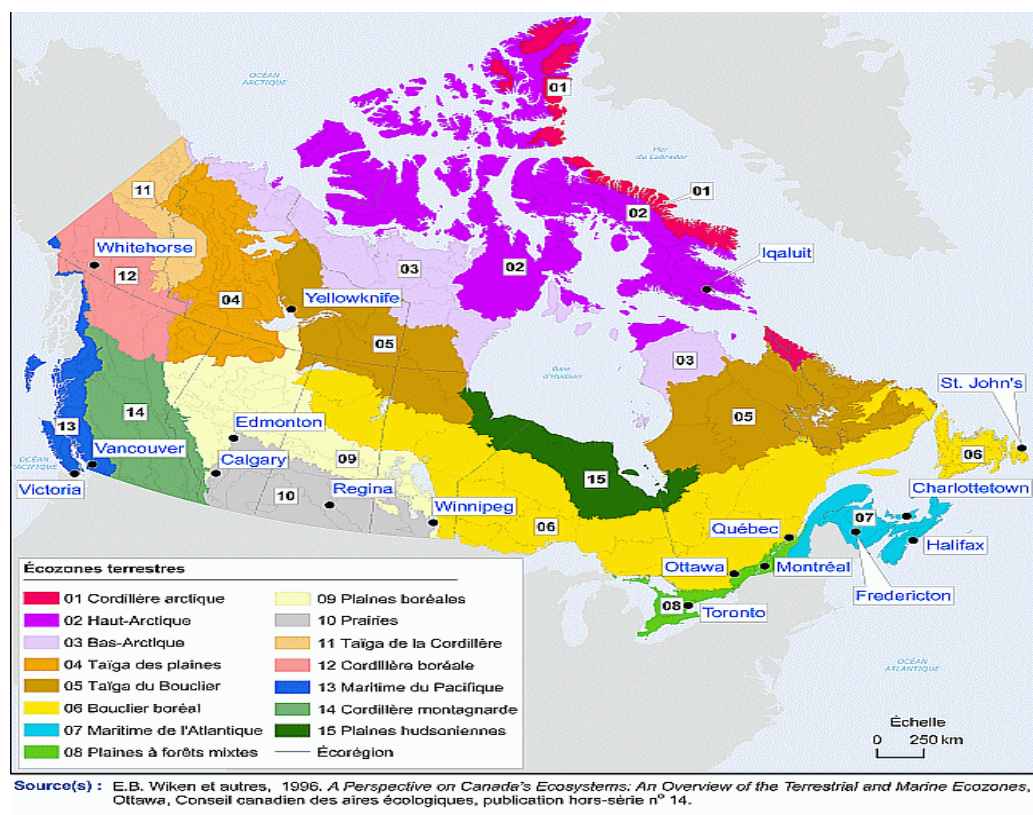 OCÉAN
ARCTIQUE
01
Mer
du Labrador
11
01
02
Whitehorse
12
03
02
Iqaluit
04
Yellowknife
05
03
Baie
d'Hudson
St. John's
14
05
13
Edmonton
Vancouver
09
06
OCÉAN
PACIFIQUE
Calgary
15
Charlottetown
Victoria
10
Regina
Winnipeg
06
Québec
07
Halifax
Ottawa
Montréal
08
Toronto
Fredericton
OCÉAN
ATLANTIQUE
Écozones terrestres
01 Cordillère arctique
02 Haut-Arctique
03 Bas-Arctique
04 Taïga des plaines
05 Taïga du Bouclier
06 Bouclier boréal
07 Maritime de l'Atlantique
08 Plaines à forêts mixtes
09 Plaines boréales
10 Prairies
11 Taïga de la Cordillère
12 Cordillère boréale
13 Maritime du Pacifique
14 Cordillère montagnarde
15 Plaines hudsoniennes
Écorégion
Échelle
0 250 km
Source(s) : E.B. Wiken et autres, 1996. A Perspective on Canada's Ecosystems: An Overview of the Terrestrial and Marine Ecozones,
Ottawa, Conseil canadien des aires écologiques, publication hors-série nº 14.